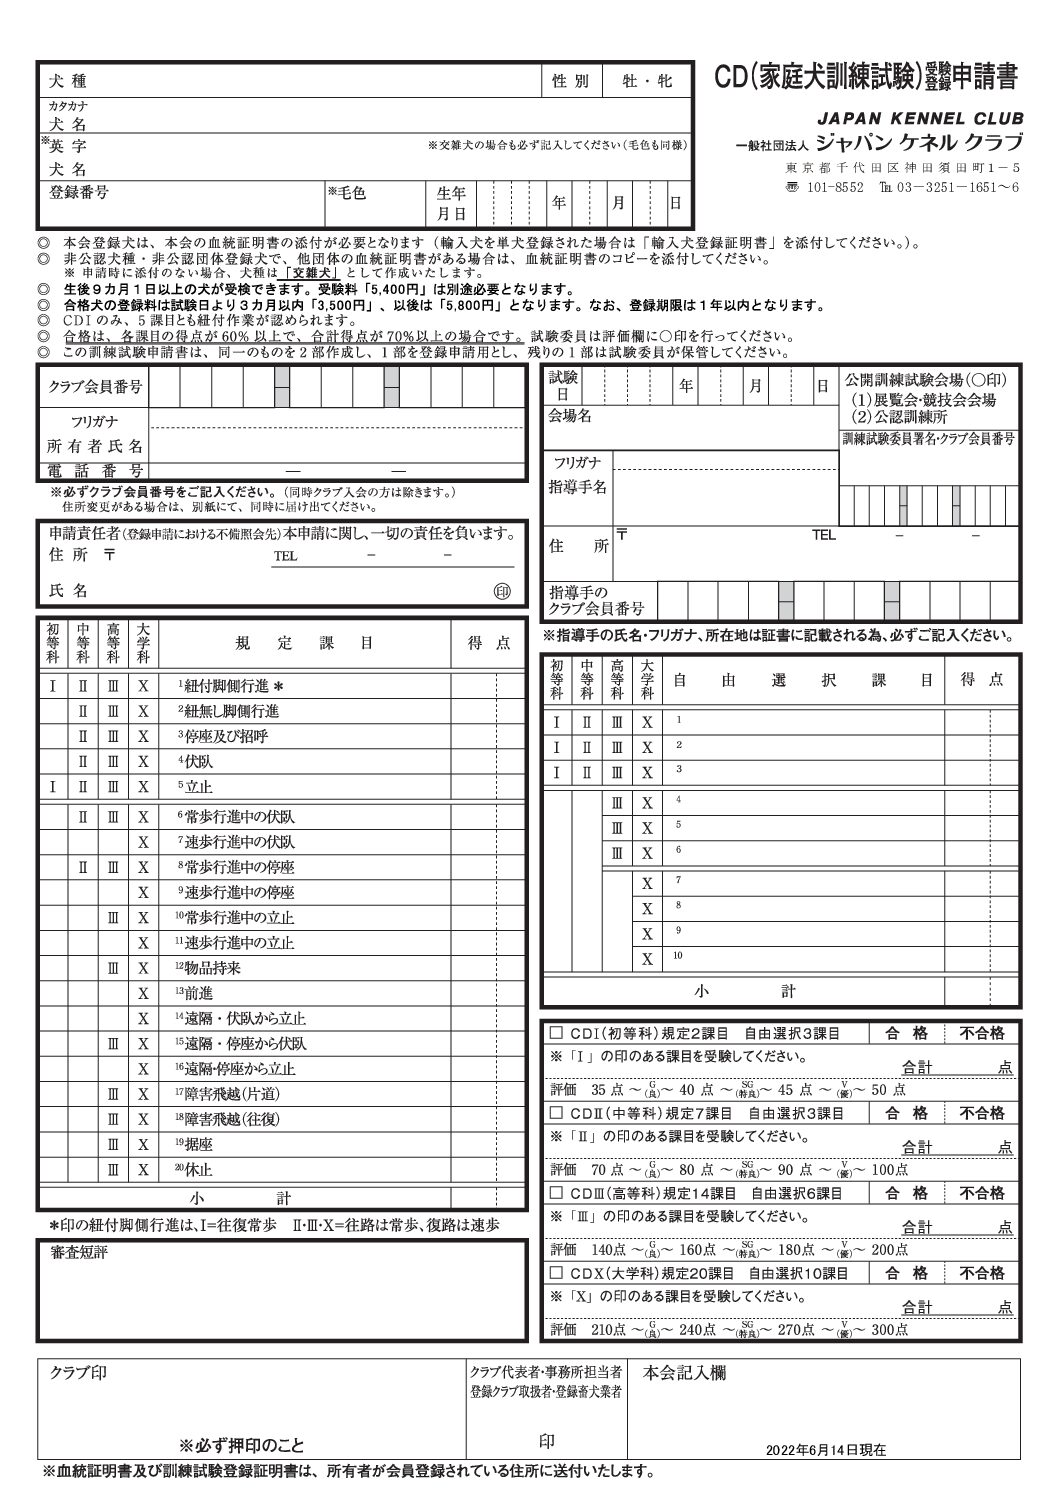 CD（家庭犬訓練試験）受験登録申請書
JAPAN KENNEL CLUB
一般社団法人 ジャパン ケネル クラブ
東京都千代田区神田須田町1－5
〠 101-8552 ℡ 03－3251－1651～6
犬 種 性 別 牡・牝
カタカナ
犬 名
※英 字 ※交雑犬の場合も必ず記入してください（毛色も同様）
犬 名
登録番号 ※毛色 生年月日 年 月 日
◎ 本会登録犬は、本会の血統証明書の添付が必要となります（輸入犬を単犬登録された場合は「輸入犬登録証明書」を添付してください。）。
◎ 非公認犬種・非公認団体登録犬で、他団体の血統証明書がある場合は、血統証明書のコピーを添付してください。
※ 申請時に添付のない場合、犬種は「交雑犬」として作成いたします。
◎ 生後９カ月１日以上の犬が受検できます。受験料「5,400円」は別途必要となります。
◎ 合格犬の登録料は試験日より３カ月以内「3,500円」、以後は「5,800円」となります。なお、登録期限は１年以内となります。
◎ CDI のみ、５課目とも紐付作業が認められます。
◎ 合格は、各課目の得点が 60% 以上で、合計得点が 70%以上の場合です。試験委員は評価欄に〇印を行ってください。
◎ この訓練試験申請書は、同一のものを２部作成し、１部を登録申請用とし、残りの１部は試験委員が保管してください。
クラブ会員番号
フリガナ
所有者氏名
電話番号 ― ―
※必ずクラブ会員番号をご記入ください。（同時クラブ入会の方は除きます。）
住所変更がある場合は、別紙にて、同時に届け出てください。
申請責任者（登録申請における不備照会先）本申請に関し、一切の責任を負います。
住 所 〒 TEL － －
氏 名 ㊞
試験日 年 月 日
会場名
公開訓練試験会場（〇印）
（1）展覧会・競技会会場
（2）公認訓練所
訓練試験委員署名・クラブ会員番号
フリガナ
指導手名
住 所 〒 TEL － －
指導手の
クラブ会員番号
※指導手の氏名・フリガナ、所在地は証書に記載される為、必ずご記入ください。
初等科 中等科 高等科 大学科 規 定 課 目 得 点
Ⅰ Ⅱ Ⅲ X 1紐付脚側行進＊
Ⅱ Ⅲ X 2紐無し脚側行進
Ⅱ Ⅲ X 3停座及び招呼
Ⅱ Ⅲ X 4伏臥
Ⅰ Ⅱ Ⅲ X 5立止
Ⅱ Ⅲ X 6常歩行進中の伏臥
X 7速歩行進中の伏臥
Ⅱ Ⅲ X 8常歩行進中の停座
X 9速歩行進中の停座
Ⅲ X 10常歩行進中の立止
X 11速歩行進中の立止
Ⅲ X 12物品持来
X 13前進
X 14遠隔・伏臥から立止
Ⅲ X 15遠隔・停座から伏臥
X 16遠隔・停座から立止
Ⅲ X 17障害飛越（片道）
Ⅲ X 18障害飛越（往復）
Ⅲ X 19据座
Ⅲ X 20休止
小 計
＊印の紐付脚側行進は、Ⅰ=往復常歩 Ⅱ・Ⅲ・X=往路は常歩、復路は速歩
審査短評
初等科 中等科 高等科 大学科 自 由 選 択 課 目 得 点
Ⅰ Ⅱ Ⅲ X 1
Ⅰ Ⅱ Ⅲ X 2
Ⅰ Ⅱ Ⅲ X 3
Ⅲ X 4
Ⅲ X 5
Ⅲ X 6
X 7
X 8
X 9
X 10
小 計
□ CDⅠ（初等科）規定2課目 自由選択3課目 合 格 不合格
※「Ⅰ」の印のある課目を受験してください。
合計 点
評価 35 点 ～G（良）～ 40 点 ～SG（特良）～ 45 点 ～V（優）～ 50 点
□ CDⅡ（中等科）規定7課目 自由選択3課目 合 格 不合格
※「Ⅱ」の印のある課目を受験してください。
合計 点
評価 70 点 ～G（良）～ 80 点 ～SG（特良）～ 90 点 ～V（優）～ 100点
□ CDⅢ（高等科）規定14課目 自由選択6課目 合 格 不合格
※「Ⅲ」の印のある課目を受験してください。
合計 点
評価 140点 ～G（良）～ 160点 ～SG（特良）～ 180点 ～V（優）～ 200点
□ CDX（大学科）規定20課目 自由選択10課目 合 格 不合格
※「X」の印のある課目を受験してください。
合計 点
評価 210点 ～G（良）～ 240点 ～SG（特良）～ 270点 ～V（優）～ 300点
クラブ印
※必ず押印のこと
クラブ代表者・事務所担当者
登録クラブ取扱者・登録畜犬業者
印
本会記入欄
2022年6月14日現在
※血統証明書及び訓練試験登録証明書は、所有者が会員登録されている住所に送付いたします。